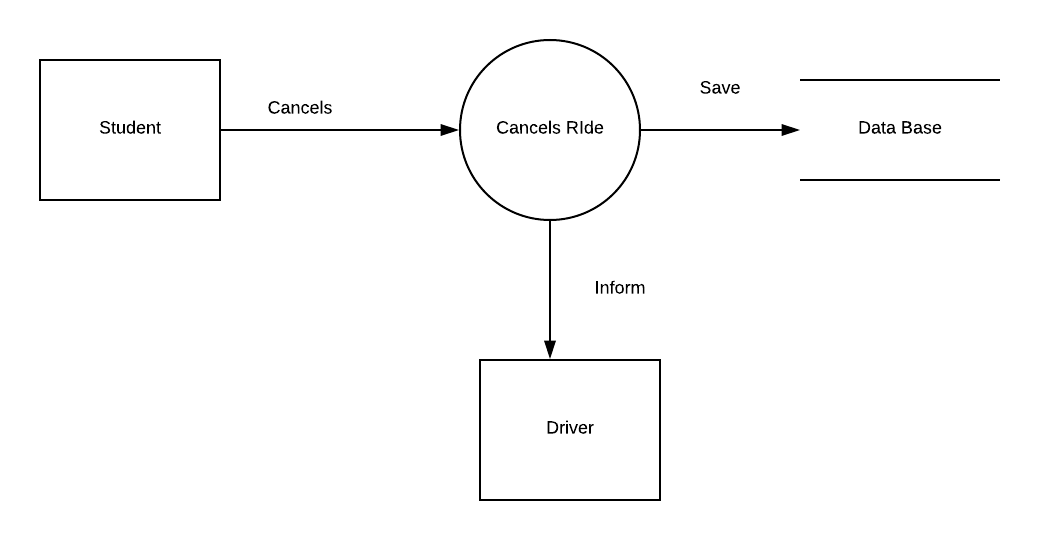 Student
Cancels
Cancels RIde
Save
Data Base
Inform
Driver